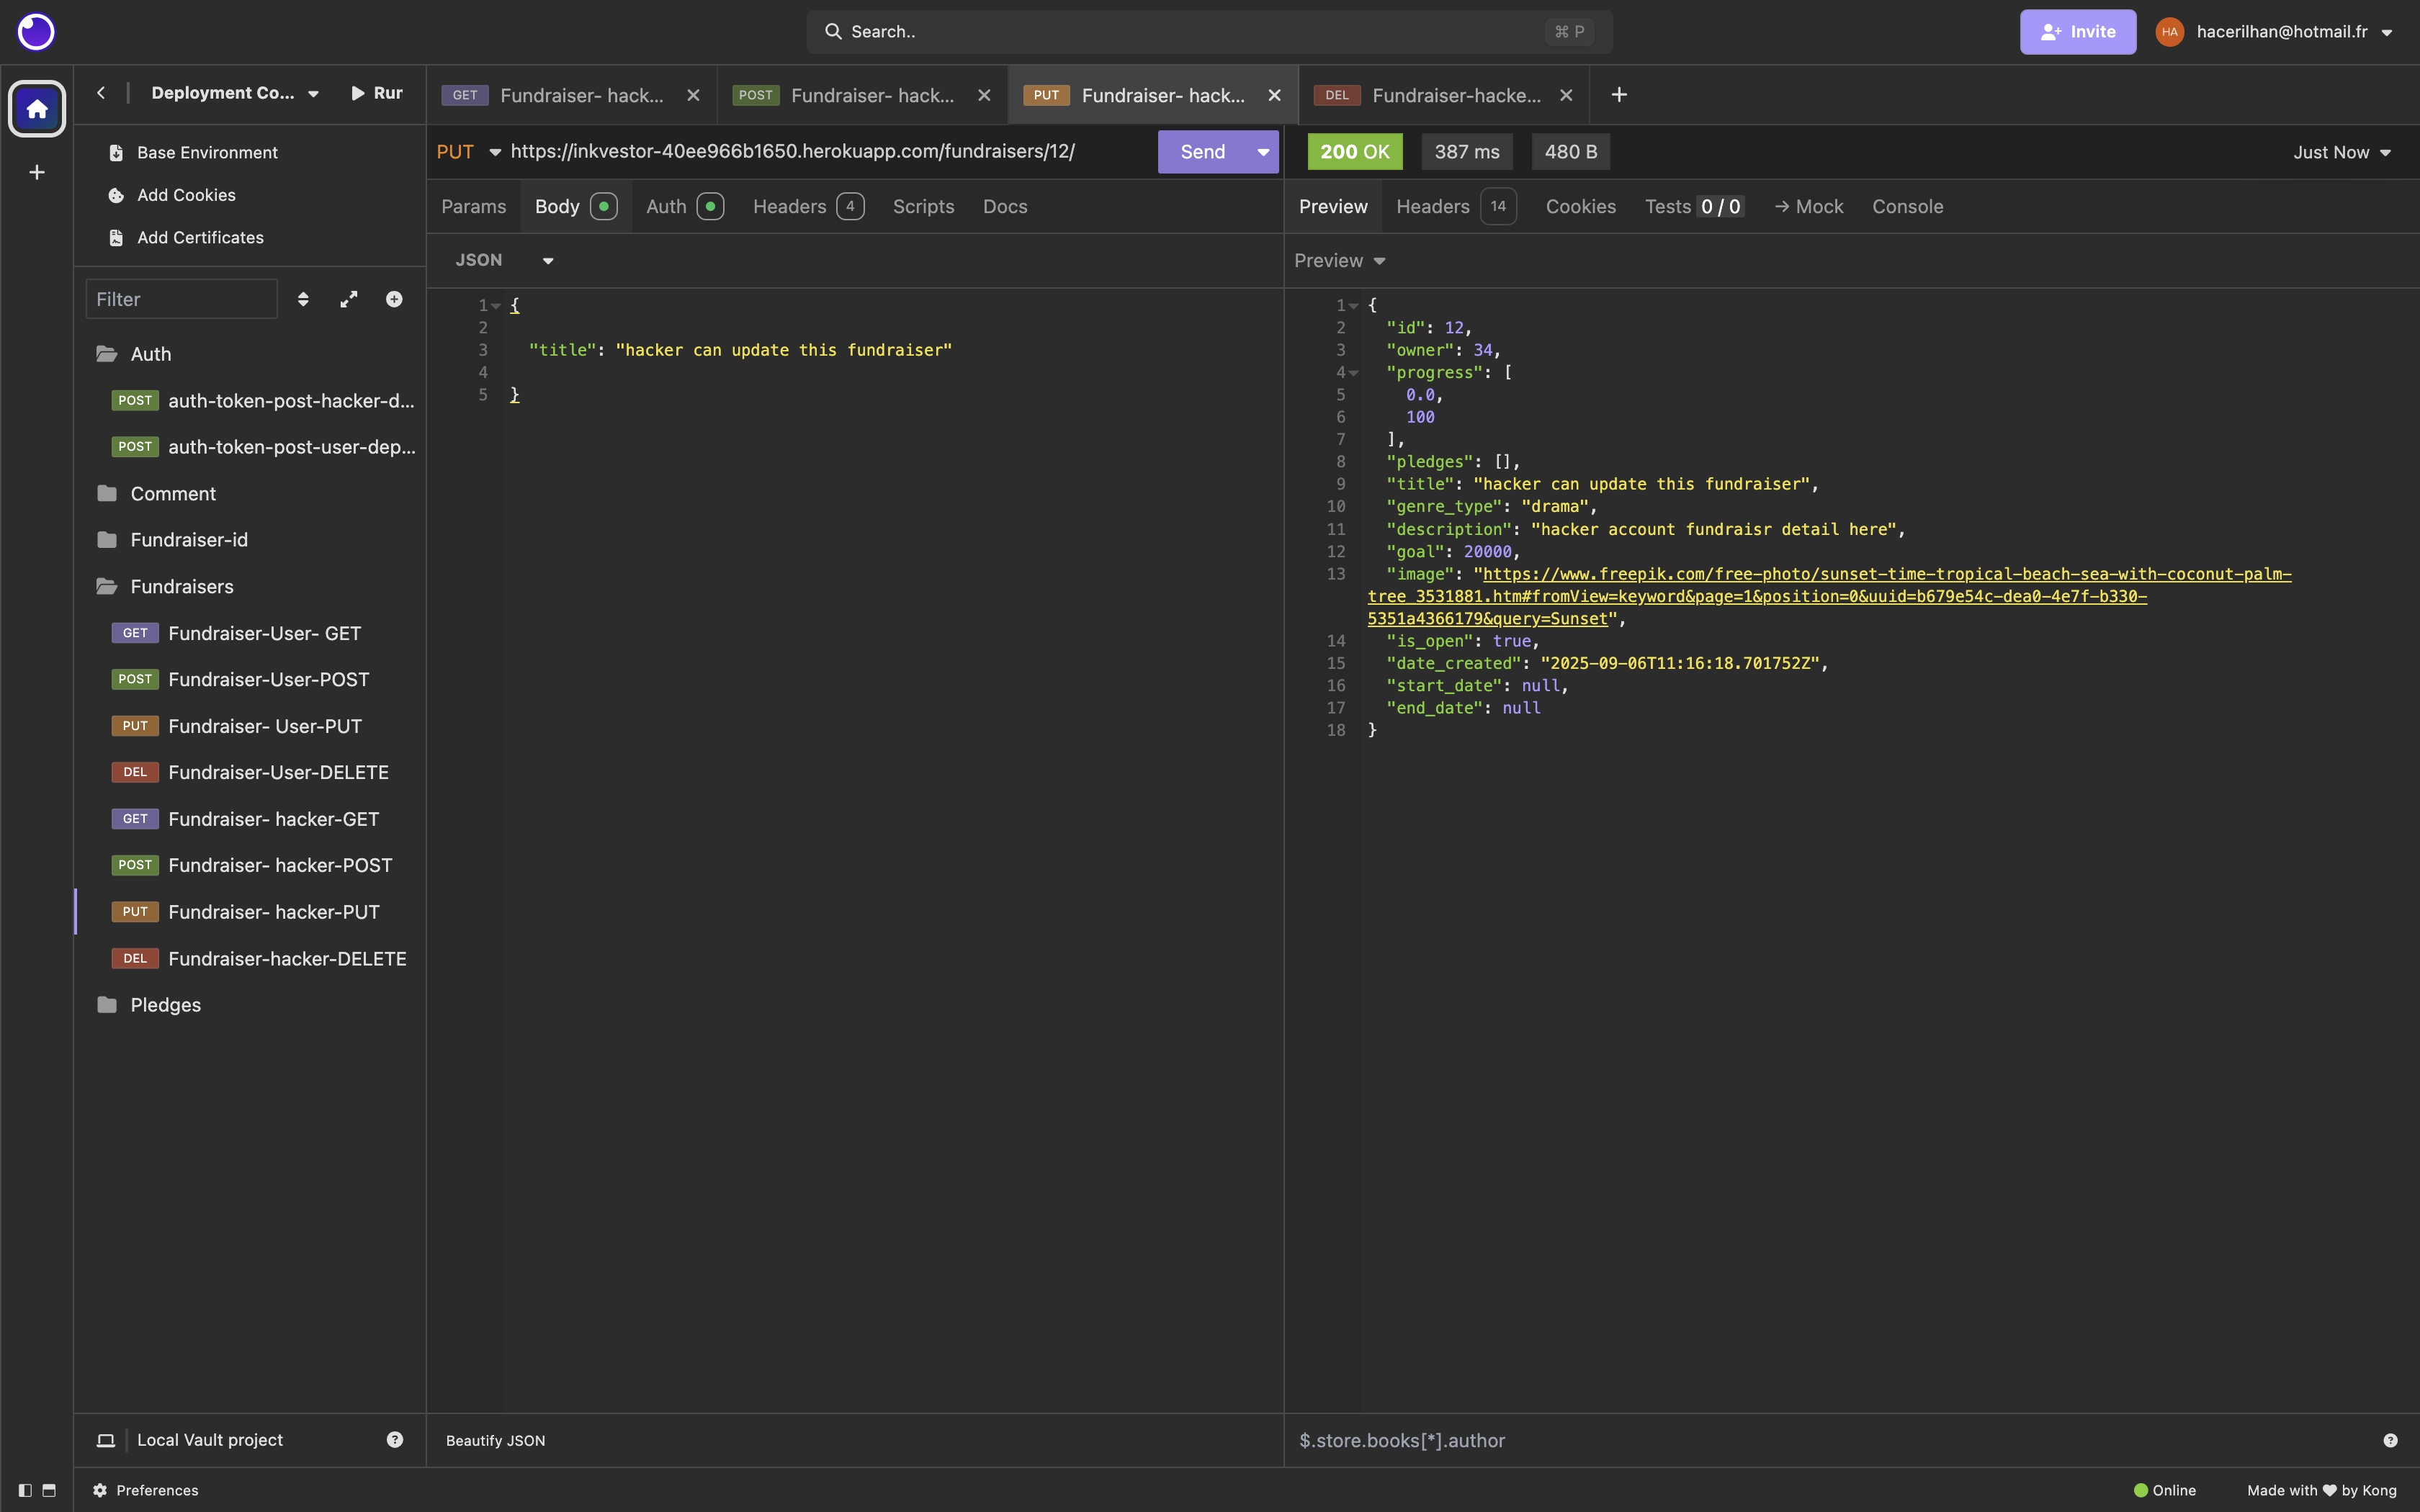 Search..
⌘ P
Invite
HA
hacerilhan@hotmail.fr
Deployment Co...
Rur
GET Fundraiser- hack...
POST Fundraiser- hack...
PUT Fundraiser- hack...
DEL Fundraiser-hacke...
Base Environment
Add Cookies
Add Certificates
Filter
Auth
POST auth-token-post-hacker-d...
POST auth-token-post-user-dep...
Comment
Fundraiser-id
Fundraisers
GET Fundraiser-User- GET
POST Fundraiser-User-POST
PUT Fundraiser- User-PUT
DEL Fundraiser-User-DELETE
GET Fundraiser- hacker-GET
POST Fundraiser- hacker-POST
PUT Fundraiser- hacker-PUT
DEL Fundraiser-hacker-DELETE
Pledges
Local Vault project
PUT https://inkvestor-40ee966b1650.herokuapp.com/fundraisers/12/
Send
Params Body Auth Headers 4 Scripts Docs
JSON
1 {
2
3 "title": "hacker can update this fundraiser"
4
5 }
Beautify JSON
200 OK 387 ms 480 B
Just Now
Preview Headers 14 Cookies Tests 0 / 0 → Mock Console
Preview
1 {
2 "id": 12,
3 "owner": 34,
4 "progress": [
5 0.0,
6 100
7 ],
8 "pledges": [],
9 "title": "hacker can update this fundraiser",
10 "genre_type": "drama",
11 "description": "hacker account fundraisr detail here",
12 "goal": 20000,
13 "image": "https://www.freepik.com/free-photo/sunset-time-tropical-beach-sea-with-coconut-palm-
tree_3531881.htm#fromView=keyword&page=1&position=0&uuid=b679e54c-dea0-4e7f-b330-
5351a4366179&query=Sunset",
14 "is_open": true,
15 "date_created": "2025-09-06T11:16:18.701752Z",
16 "start_date": null,
17 "end_date": null
18 }
$.store.books[*].author
Preferences
Online
Made with ♥ by Kong